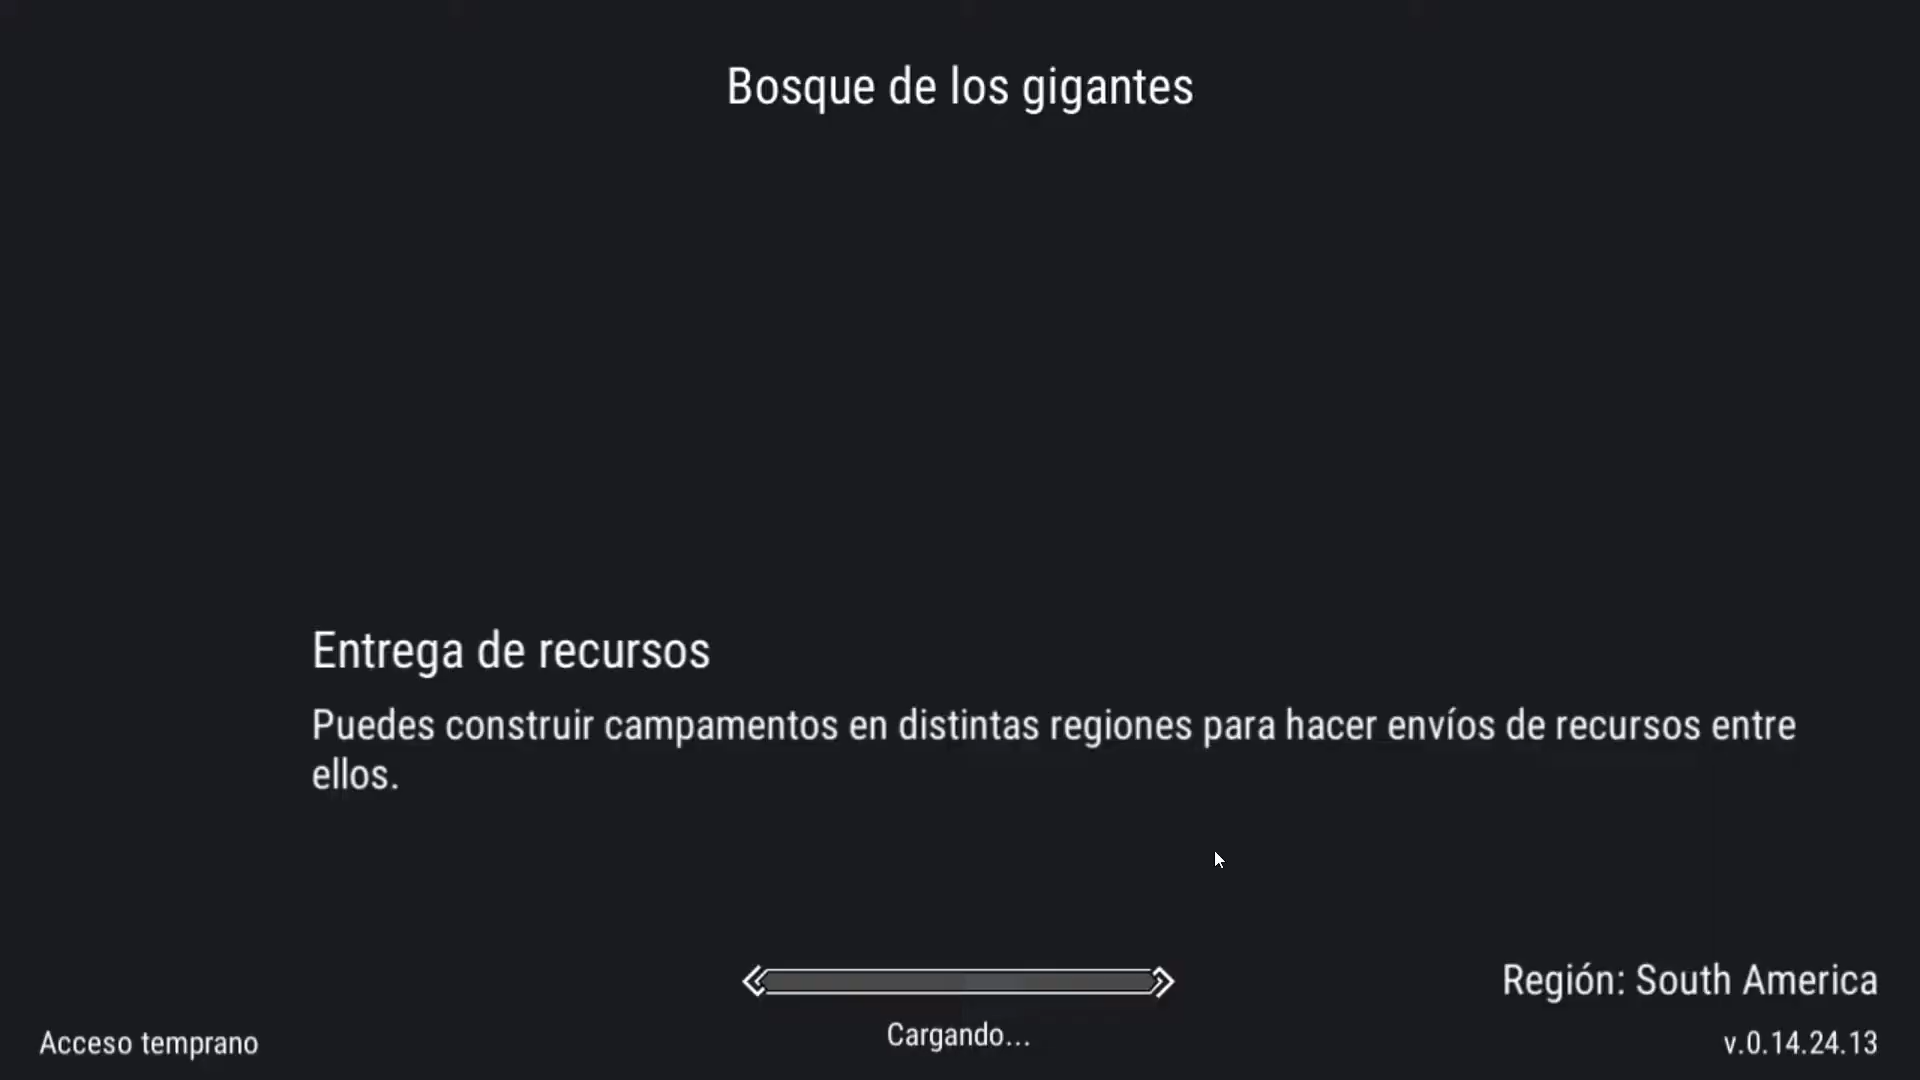 Bosque de los gigantes
Entrega de recursos
Puedes construir campamentos en distintas regiones para hacer envíos de recursos entre
ellos.
Región: South America
Cargando...
Acceso temprano
v.0.14.24.13